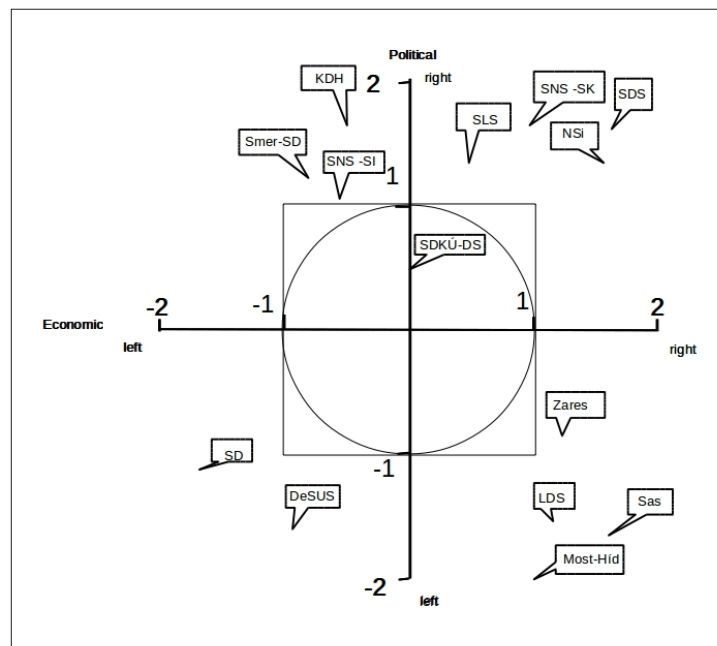 Political
2 right
KDH
SNS -SK
SDS
SLS
NSi
Smer-SD
SNS -SI
1
SDKÚ-DS
-2 -1 1 2
Economic
left
right
Zares
-1
SD
DeSUS
LDS
Sas
Most-Híd
-2
left